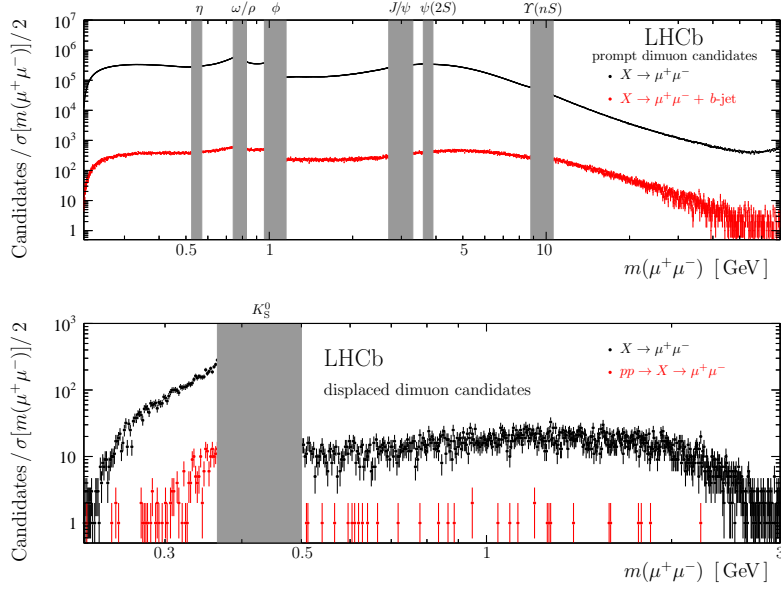 η ω/ρ ϕ J/ψ ψ(2S) Υ(nS)
Candidates / σ[m(μ⁺μ⁻)]/ 2
10⁷
10⁶
10⁵
10⁴
10³
10²
10
1
LHCb
prompt dimuon candidates
X → μ⁺μ⁻
X → μ⁺μ⁻ + b-jet
0.5 1 5 10
m(μ⁺μ⁻) [GeV]
K⁰S
Candidates / σ[m(μ⁺μ⁻)]/ 2
10³
10²
10
1
LHCb
displaced dimuon candidates
X → μ⁺μ⁻
pp → X → μ⁺μ⁻
0.3 0.5 1 3
m(μ⁺μ⁻) [GeV]